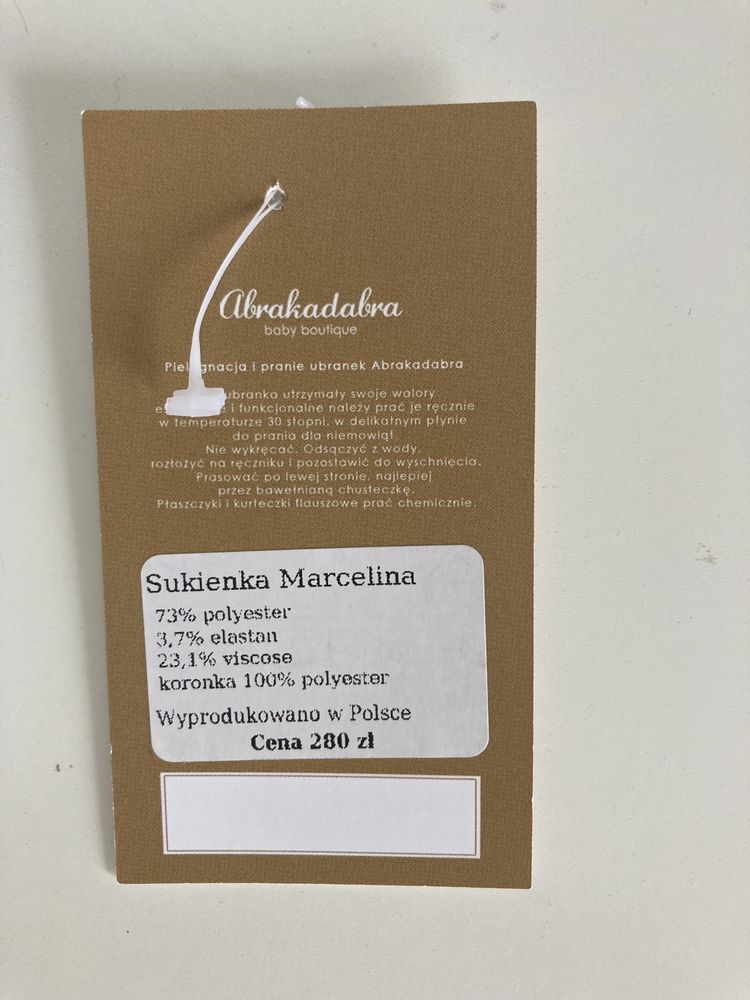 Abrakadabra
baby boutique
i pranie ubranek Abrakadabra
ubranka utrzymały swoje walory
i funkcjonalne należy prać je ręcznie
w temperaturze 30 stopni, w delikatnym płynie
do prania dla niemowląt.
Nie wykręcać. Odsączyć z wody,
rozłożyć na ręczniku i pozostawić do wyschnięcia.
Prasować po lewej stronie, najlepiej
przez bawełnianą chusteczkę.
Płaszczyki i kurteczki flauszowe prać chemicznie.
Sukienka Marcelina
73% polyester
3,7% elastan
23,1% viscose
koronka 100% polyester
Wyprodukowano w Polsce
Cena 280 zł